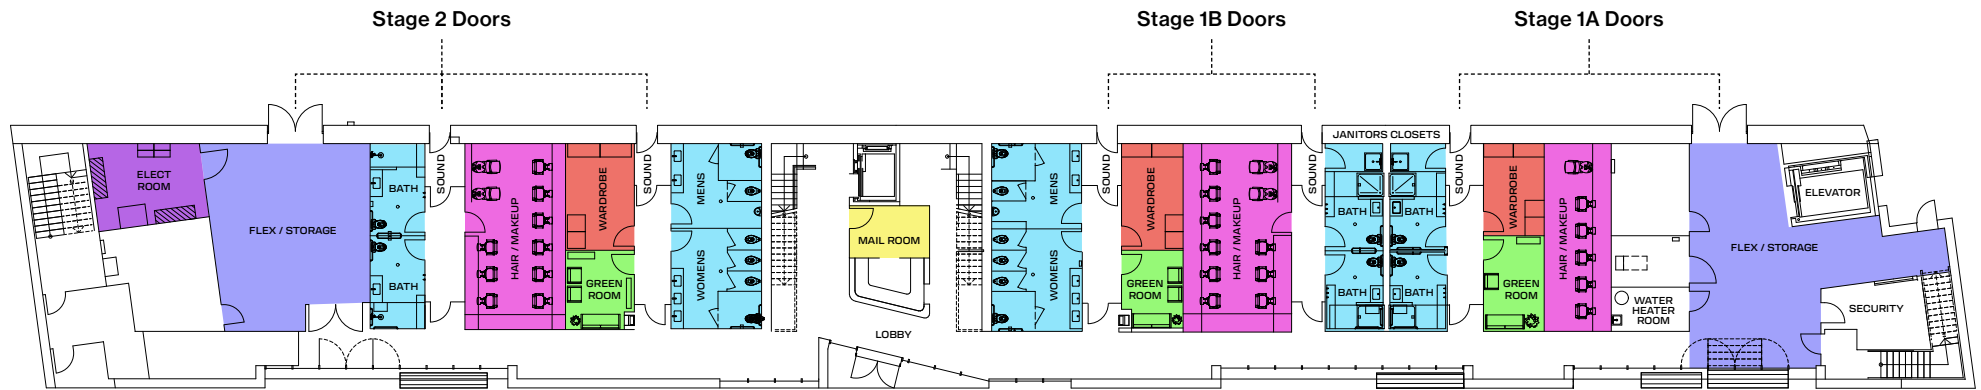 Stage 2 Doors
Stage 1B Doors
Stage 1A Doors
JANITORS CLOSETS
ELECT
ROOM
FLEX / STORAGE
BATH
BATH
SOUND
HAIR / MAKEUP
WARDROBE
GREEN
ROOM
SOUND
MENS
WOMENS
MAIL ROOM
LOBBY
MENS
WOMENS
SOUND
WARDROBE
GREEN
ROOM
HAIR / MAKEUP
SOUND
BATH
BATH
BATH
BATH
SOUND
WARDROBE
GREEN
ROOM
HAIR / MAKEUP
WATER
HEATER
ROOM
FLEX / STORAGE
ELEVATOR
SECURITY